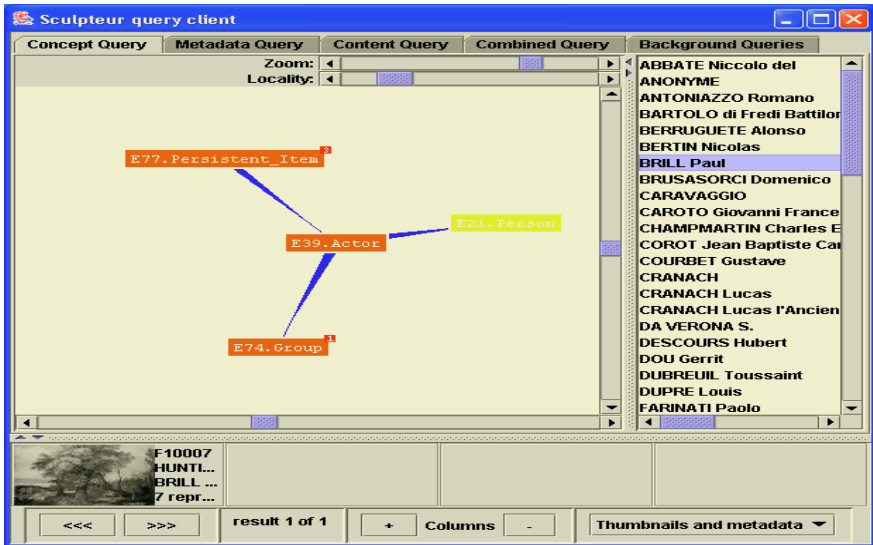 Sculpteur query client
Concept Query
Metadata Query
Content Query
Combined Query
Background Queries
Zoom:
Locality:
E77.Persistent_Item
3
E39.Actor
E21.Person
E74.Group
1
ABBATE Niccolo del
ANONYME
ANTONIAZZO Romano
BARTOLO di Fredi Battilor
BERRUGUETE Alonso
BERTIN Nicolas
BRILL Paul
BRUSASORCI Domenico
CARAVAGGIO
CAROTO Giovanni France
CHAMPMARTIN Charles E
COROT Jean Baptiste Car
COURBET Gustave
CRANACH
CRANACH Lucas
CRANACH Lucas l'Ancien
DA VERONA S.
DESCOURS Hubert
DOU Gerrit
DUBREUIL Toussaint
DUPRE Louis
FARINATI Paolo
F10007
HUNTI...
BRILL ...
7 repr...
<<<
>>>
result 1 of 1
+
Columns
-
Thumbnails and metadata